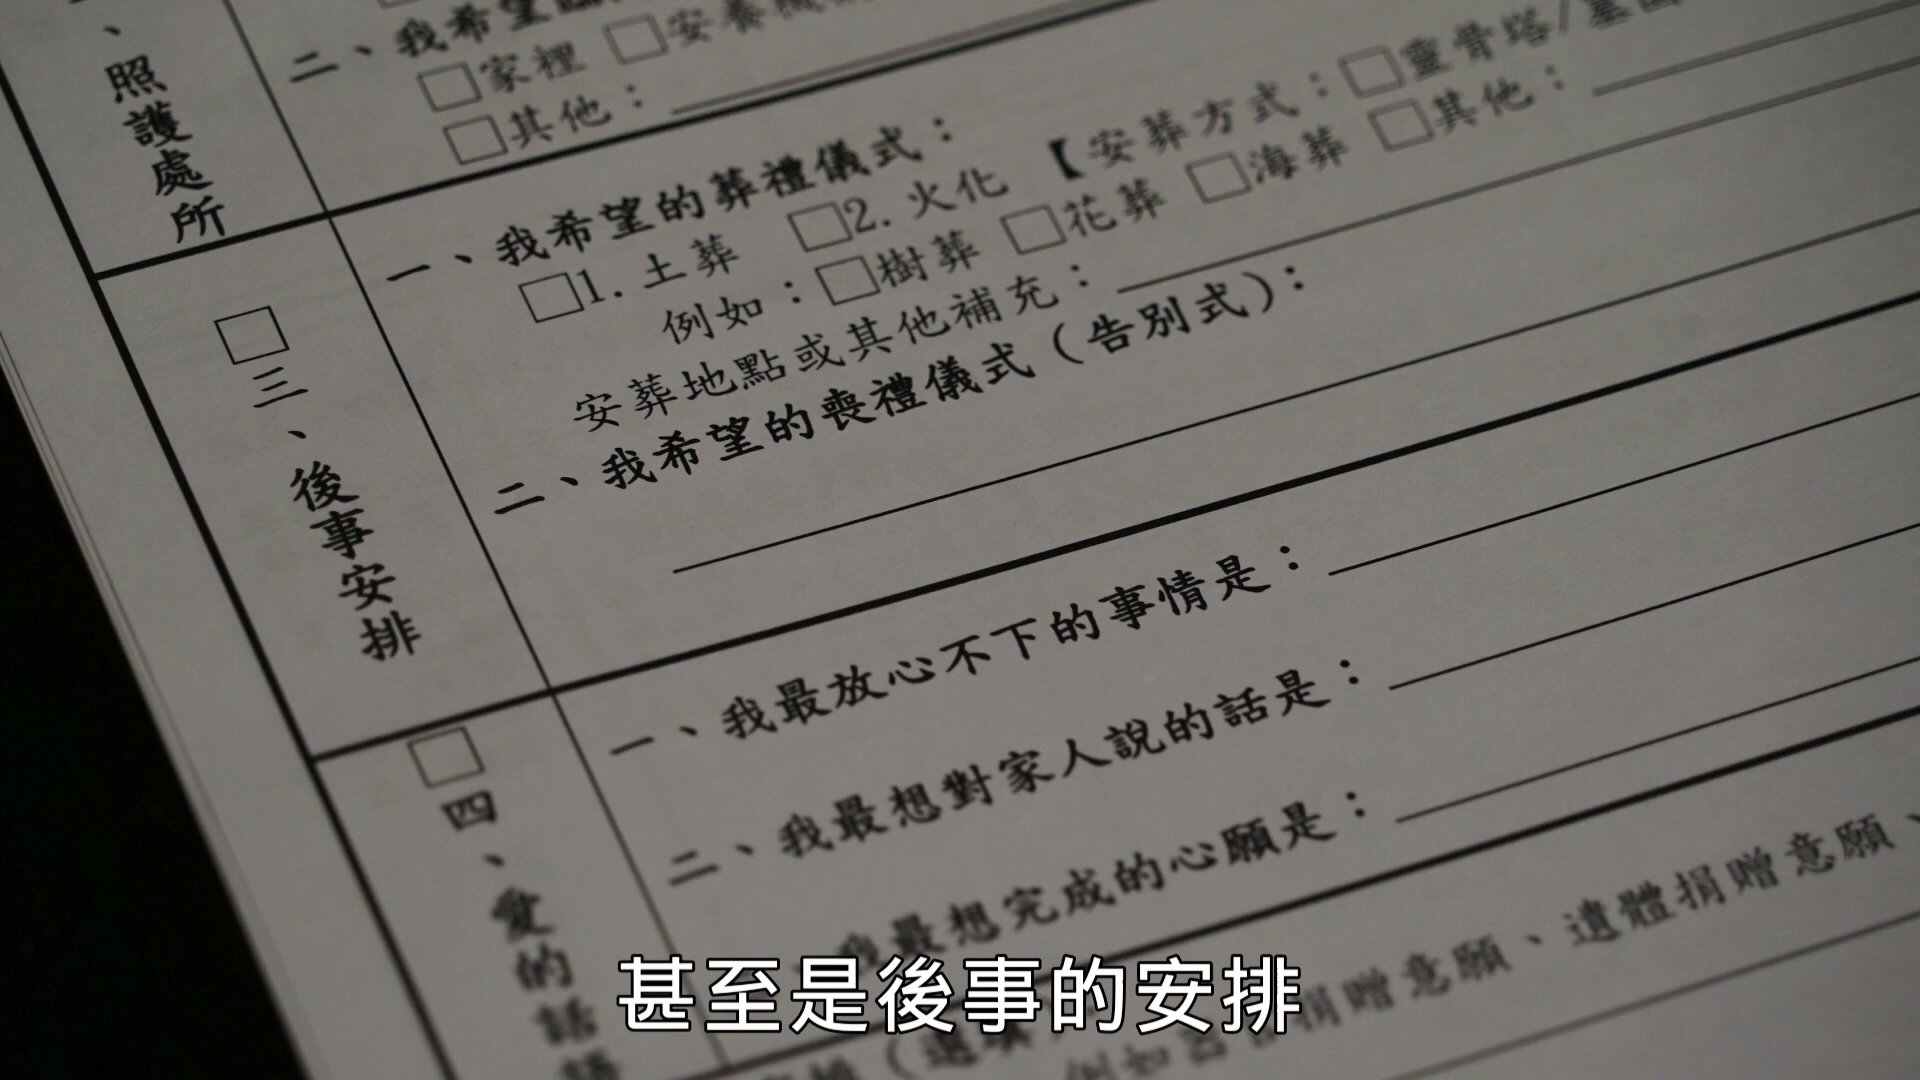 、照護處所
二、我希望
□家裡 □安養機
□其他：
□三、後事安排
一、我希望的葬禮儀式：
□1.土葬 □2.火化 【安葬方式：□靈骨塔/墓園
例如：□樹葬 □花葬 □海葬 □其他：
安葬地點或其他補充：
二、我希望的喪禮儀式（告別式）：
□四、愛的話語
一、我最放心不下的事情是：
二、我最想對家人說的話是：
我最想完成的心願是：
捐贈意願、遺體捐贈意願、
甚至是後事的安排